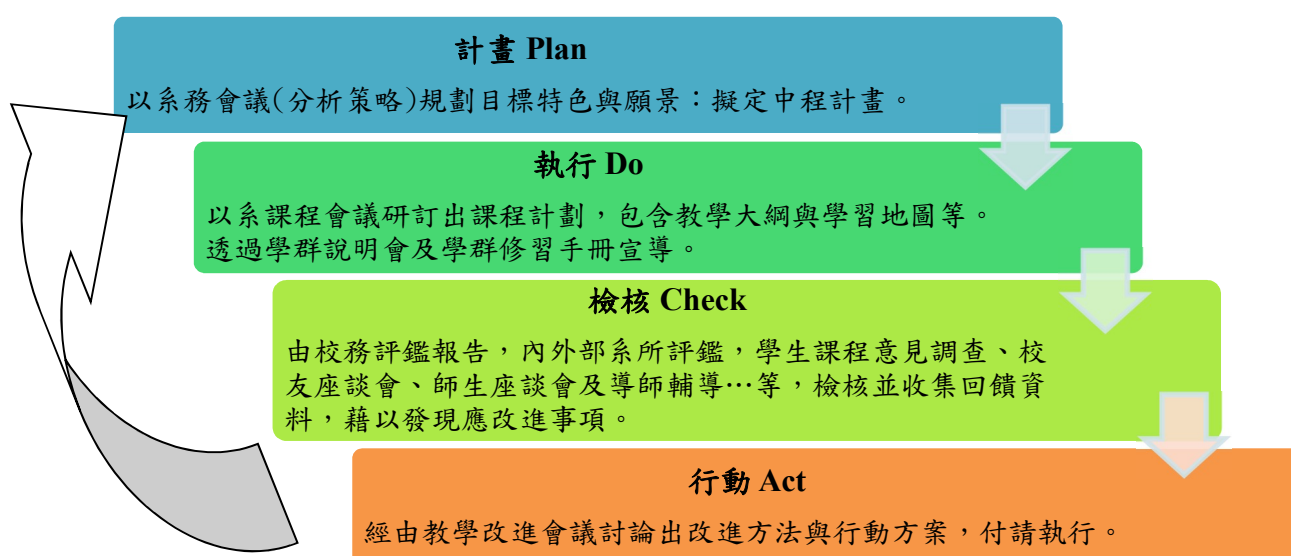 計畫 Plan
以系務會議(分析策略)規劃目標特色與願景：擬定中程計畫。
執行 Do
以系課程會議研訂出課程計劃，包含教學大綱與學習地圖等。
透過學群說明會及學群修習手冊宣導。
檢核 Check
由校務評鑑報告，內外部系所評鑑，學生課程意見調查、校
友座談會、師生座談會及導師輔導…等，檢核並收集回饋資
料，藉以發現應改進事項。
行動 Act
經由教學改進會議討論出改進方法與行動方案，付請執行。